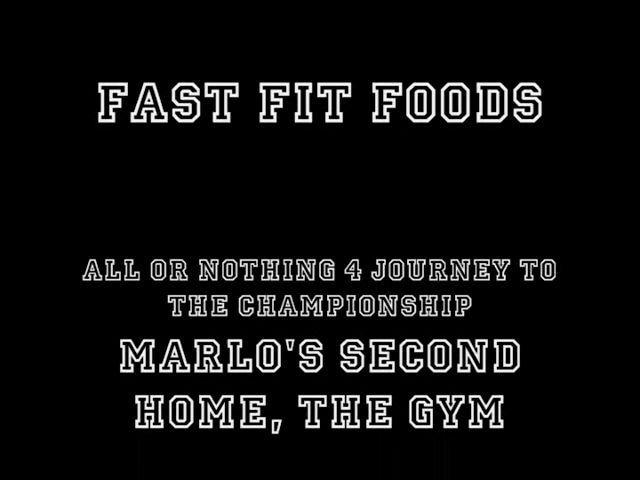 FAST FIT FOODS
ALL OR NOTHING 4 JOURNEY TO
THE CHAMPIONSHIP
MARLO'S SECOND
HOME, THE GYM